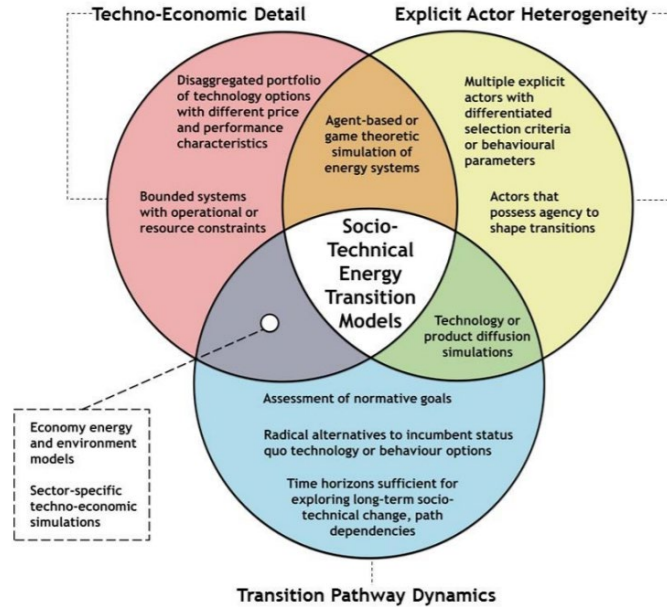 Techno-Economic Detail
Explicit Actor Heterogeneity
Disaggregated portfolio
of technology options
with different price
and performance
characteristics
Bounded systems
with operational or
resource constraints
Agent-based or
game theoretic
simulation of
energy systems
Multiple explicit
actors with
differentiated
selection criteria
or behavioural
parameters
Actors that
possess agency to
shape transitions
Socio-
Technical
Energy
Transition
Models
Technology or
product diffusion
simulations
Economy energy
and environment
models
Sector-specific
techno-economic
simulations
Assessment of normative goals
Radical alternatives to incumbent status
quo technology or behaviour options
Time horizons sufficient for
exploring long-term socio-
technical change, path
dependencies
Transition Pathway Dynamics